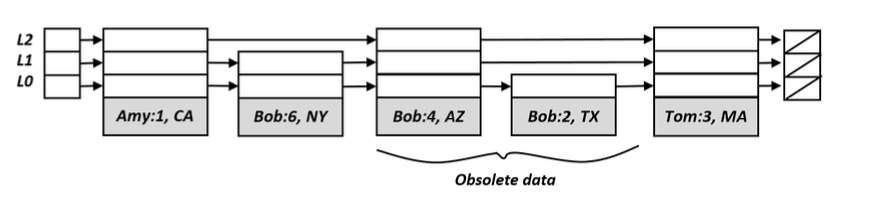 L2
L1
L0
Amy:1, CA
Bob:6, NY
Bob:4, AZ
Bob:2, TX
Tom:3, MA
Obsolete data